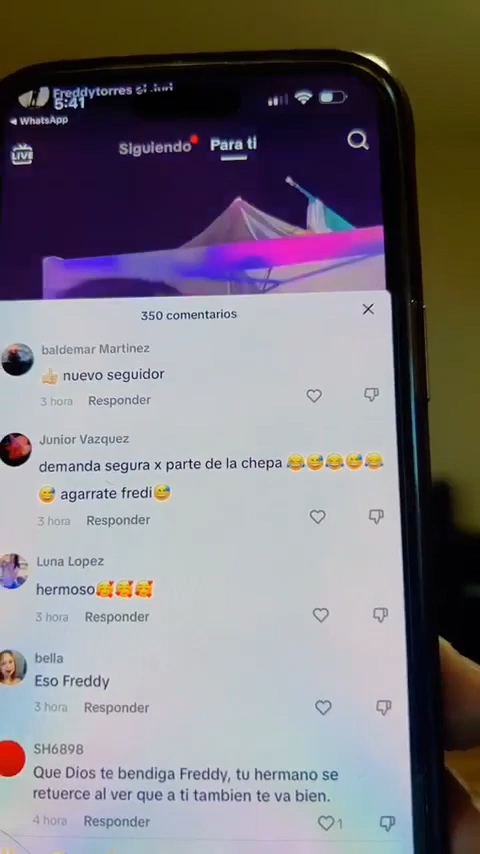 Freddytorres
5:41
WhatsApp
LIVE
Siguiendo Para ti
350 comentarios
baldemar Martinez
👍 nuevo seguidor
3 hora Responder
Junior Vazquez
demanda segura x parte de la chepa 😂😅😂😅😂
😅 agarrate fredi😅
3 hora Responder
Luna Lopez
hermoso🥰🥰🥰
3 hora Responder
bella
Eso Freddy
3 hora Responder
SH6898
Que Dios te bendiga Freddy, tu hermano se
retuerce al ver que a ti tambien te va bien.
4 hora Responder
1